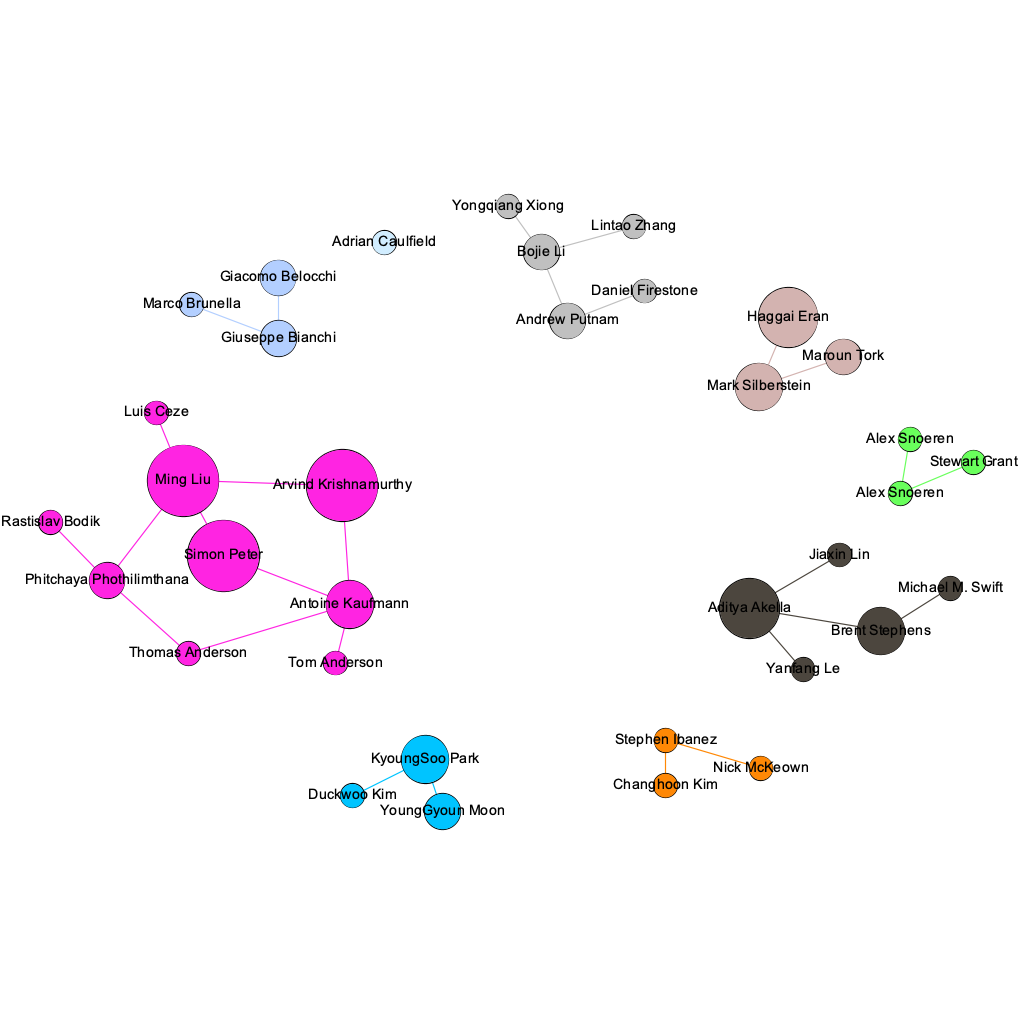 Yongqiang Xiong
Lintao Zhang
Adrian Caulfield
Bojie Li
Giacomo Belocchi
Daniel Firestone
Marco Brunella
Andrew Putnam
Haggai Eran
Giuseppe Bianchi
Maroun Tork
Mark Silberstein
Luis Ceze
Alex Snoeren
Stewart Grant
Ming Liu
Arvind Krishnamurthy
Alex Snoeren
Rastislav Bodik
Simon Peter
Jiaxin Lin
Phitchaya Phothilimthana
Michael M. Swift
Antoine Kaufmann
Aditya Akella
Brent Stephens
Thomas Anderson
Tom Anderson
Yanfang Le
Stephen Ibanez
KyoungSoo Park
Nick McKeown
Changhoon Kim
Duckwoo Kim
YoungGyoun Moon